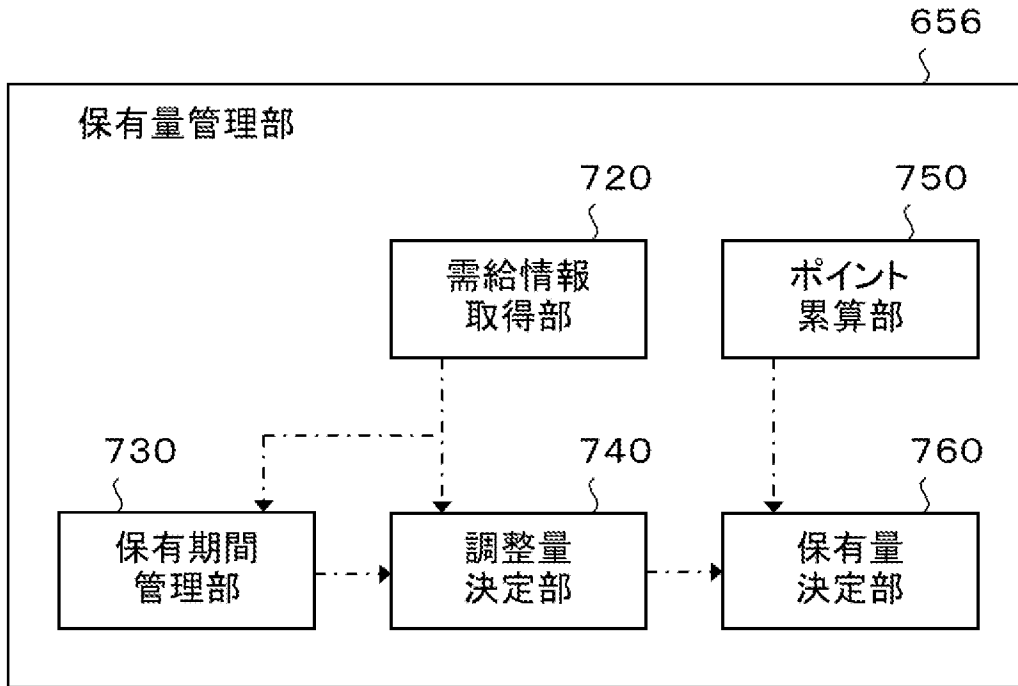 656
保有量管理部
720
750
需給情報
取得部
ポイント
累算部
730
740
760
保有期間
管理部
調整量
決定部
保有量
決定部